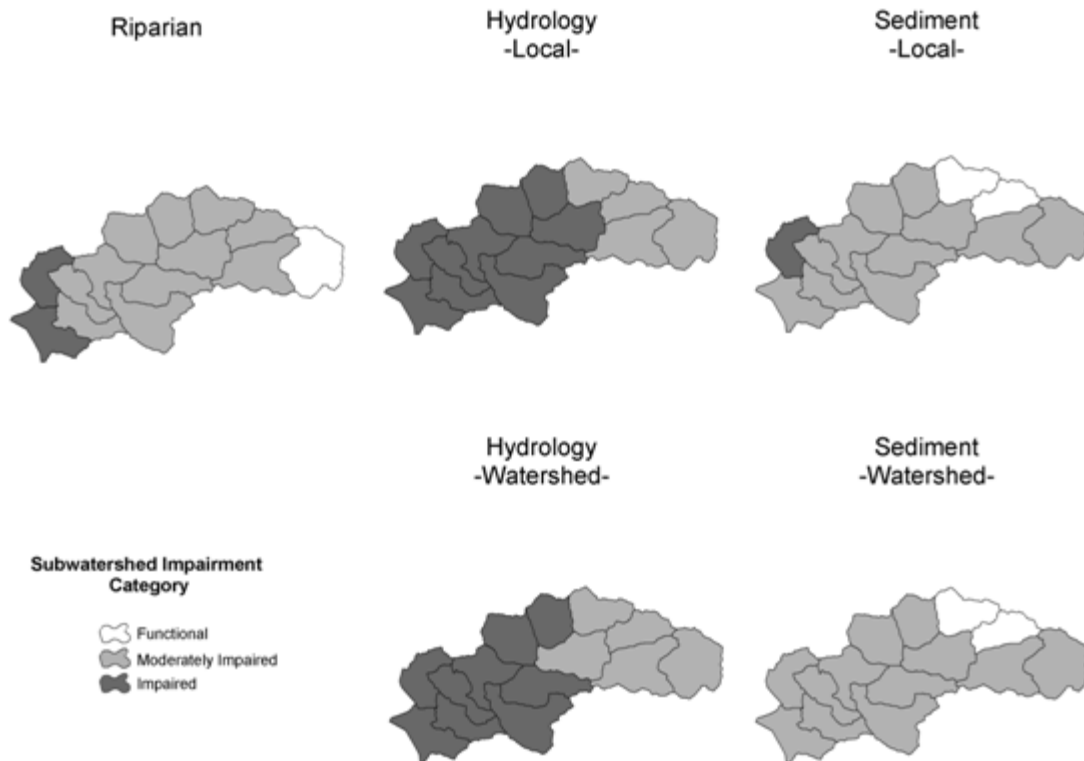 Riparian
Hydrology
-Local-
Sediment
-Local-
Hydrology
-Watershed-
Sediment
-Watershed-
Subwatershed Impairment
Category
Functional
Moderately Impaired
Impaired